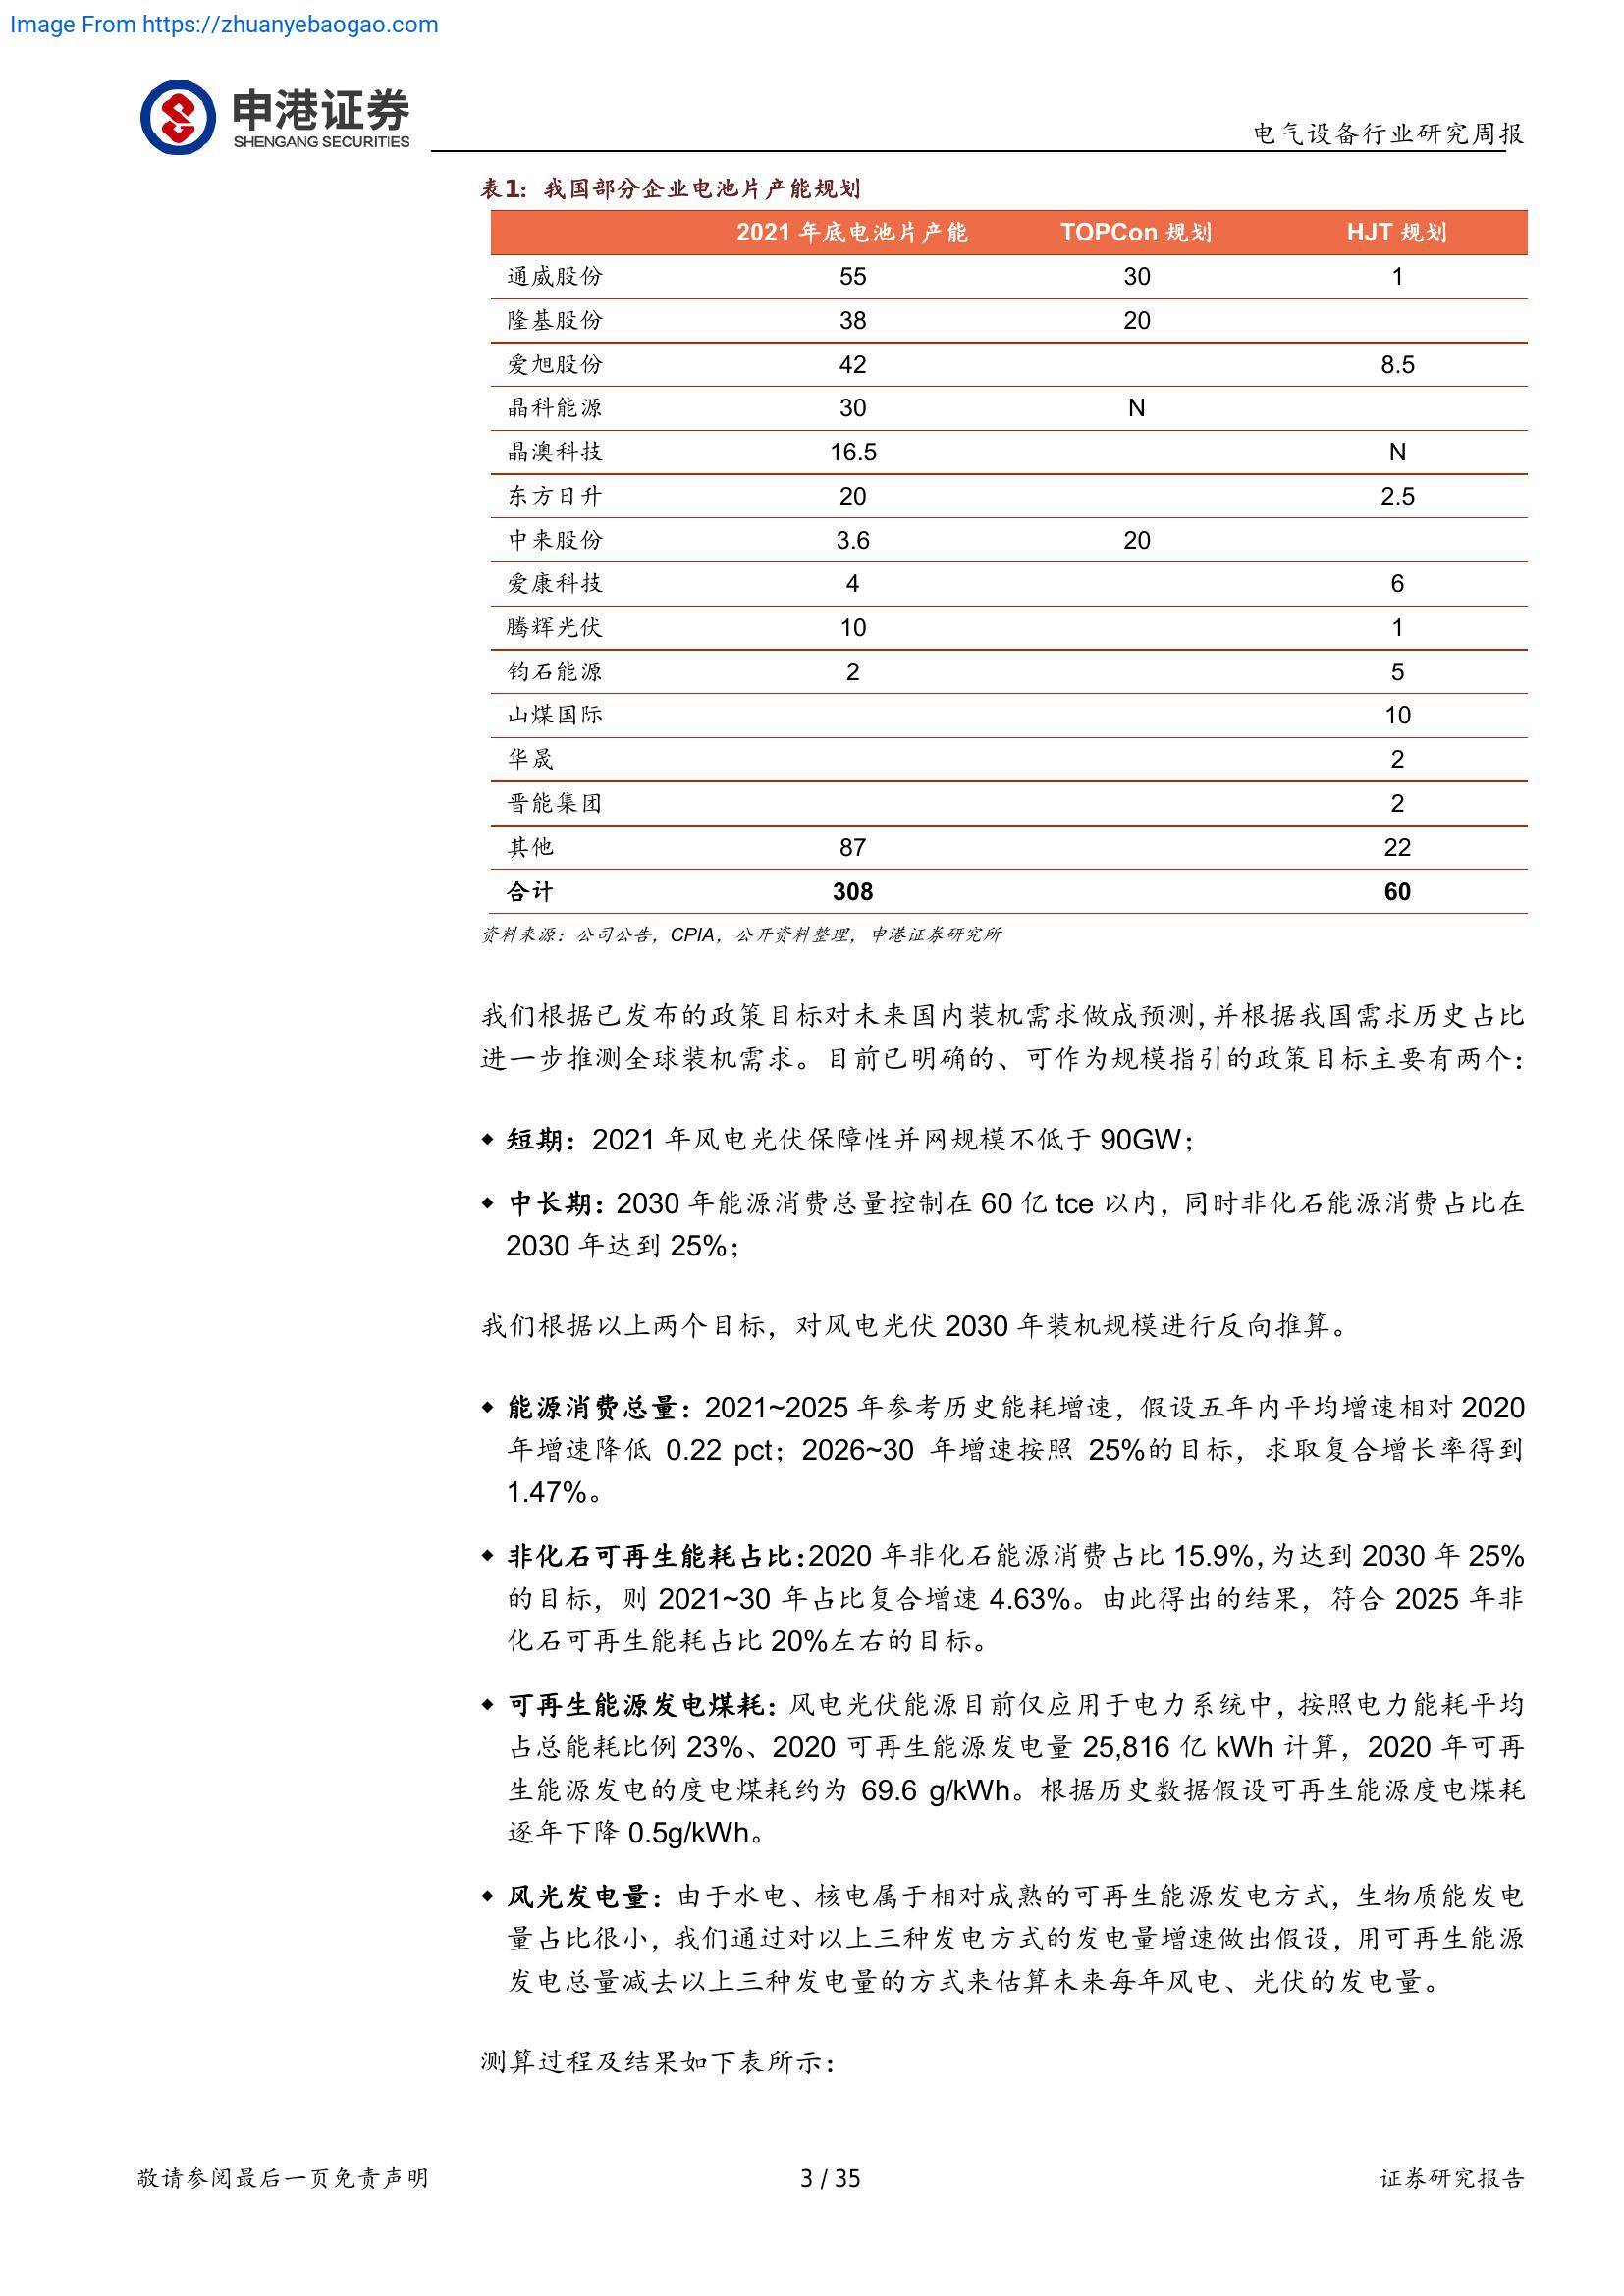 Image From https://zhuanyebaogao.com
申港证券
SHENGANG SECURITIES
电气设备行业研究周报
表1：我国部分企业电池片产能规划
2021 年底电池片产能 TOPCon 规划 HJT 规划
通威股份 55 30 1
隆基股份 38 20
爱旭股份 42 8.5
晶科能源 30 N
晶澳科技 16.5 N
东方日升 20 2.5
中来股份 3.6 20
爱康科技 4 6
腾辉光伏 10 1
钧石能源 2 5
山煤国际 10
华晟 2
晋能集团 2
其他 87 22
合计 308 60
资料来源：公司公告，CPIA，公开资料整理，申港证券研究所
我们根据已发布的政策目标对未来国内装机需求做成预测，并根据我国需求历史占比
进一步推测全球装机需求。目前已明确的、可作为规模指引的政策目标主要有两个：
◆ 短期：2021 年风电光伏保障性并网规模不低于 90GW；
◆ 中长期：2030 年能源消费总量控制在 60 亿 tce 以内，同时非化石能源消费占比在
2030 年达到 25%；
我们根据以上两个目标，对风电光伏 2030 年装机规模进行反向推算。
◆ 能源消费总量：2021~2025 年参考历史能耗增速，假设五年内平均增速相对 2020
年增速降低 0.22 pct；2026~30 年增速按照 25%的目标，求取复合增长率得到
1.47%。
◆ 非化石可再生能耗占比：2020 年非化石能源消费占比 15.9%，为达到 2030 年 25%
的目标，则 2021~30 年占比复合增速 4.63%。由此得出的结果，符合 2025 年非
化石可再生能耗占比 20%左右的目标。
◆ 可再生能源发电煤耗：风电光伏能源目前仅应用于电力系统中，按照电力能耗平均
占总能耗比例 23%、2020 可再生能源发电量 25,816 亿 kWh 计算，2020 年可再
生能源发电的度电煤耗约为 69.6 g/kWh。根据历史数据假设可再生能源度电煤耗
逐年下降 0.5g/kWh。
◆ 风光发电量：由于水电、核电属于相对成熟的可再生能源发电方式，生物质能发电
量占比很小，我们通过对以上三种发电方式的发电量增速做出假设，用可再生能源
发电总量减去以上三种发电量的方式来估算未来每年风电、光伏的发电量。
测算过程及结果如下表所示：
敬请参阅最后一页免责声明 3 / 35 证券研究报告